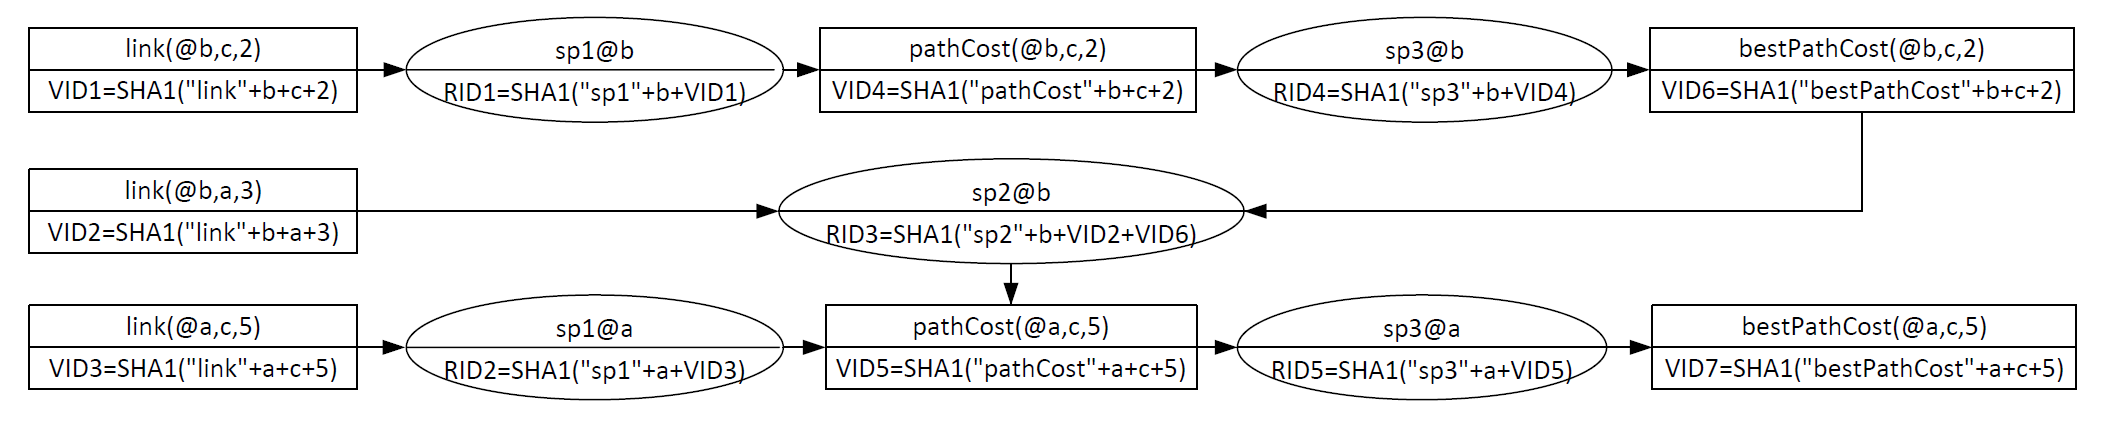 link(@b,c,2)
VID1=SHA1("link"+b+c+2)
sp1@b
RID1=SHA1("sp1"+b+VID1)
pathCost(@b,c,2)
VID4=SHA1("pathCost"+b+c+2)
sp3@b
RID4=SHA1("sp3"+b+VID4)
bestPathCost(@b,c,2)
VID6=SHA1("bestPathCost"+b+c+2)
link(@b,a,3)
VID2=SHA1("link"+b+a+3)
sp2@b
RID3=SHA1("sp2"+b+VID2+VID6)
link(@a,c,5)
VID3=SHA1("link"+a+c+5)
sp1@a
RID2=SHA1("sp1"+a+VID3)
pathCost(@a,c,5)
VID5=SHA1("pathCost"+a+c+5)
sp3@a
RID5=SHA1("sp3"+a+VID5)
bestPathCost(@a,c,5)
VID7=SHA1("bestPathCost"+a+c+5)